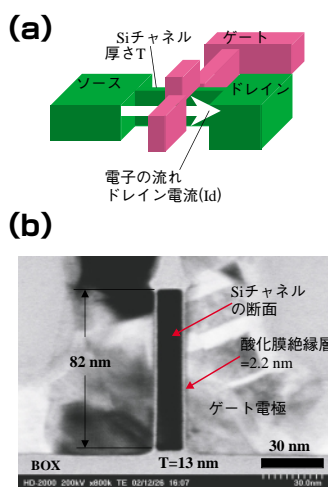 (a)
Siチャネル
厚さT
ゲート
ソース
ドレイン
電子の流れ
ドレイン電流(Id)
(b)
Siチャネル
の断面
82 nm
酸化膜絶縁層
=2.2 nm
ゲート電極
30 nm
BOX
T=13 nm
HD-2000 200kV x800k TE 02/12/26 16:07
30.0nm